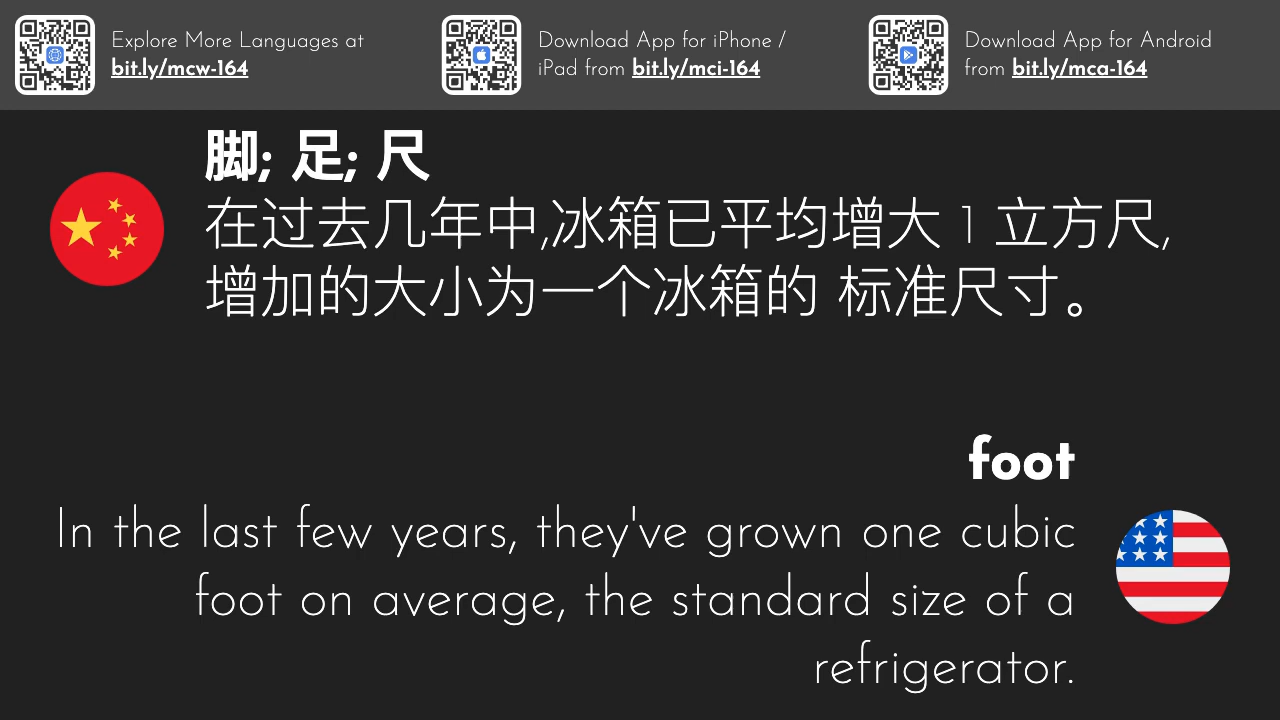 Explore More Languages at
bit.ly/mcw-164
Download App for iPhone /
iPad from bit.ly/mci-164
Download App for Android
from bit.ly/mca-164
脚; 足; 尺
在过去几年中,冰箱已平均增大 1 立方尺,
增加的大小为一个冰箱的 标准尺寸。
foot
In the last few years, they've grown one cubic
foot on average, the standard size of a
refrigerator.